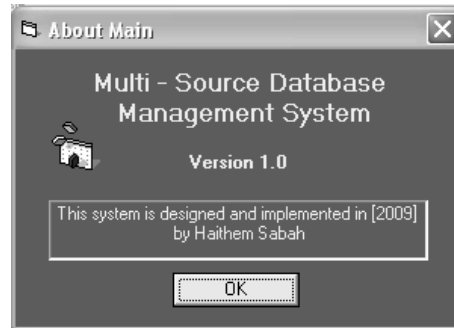 About Main
Multi - Source Database
Management System
Version 1.0
This system is designed and implemented in [2009]
by Haithem Sabah
OK